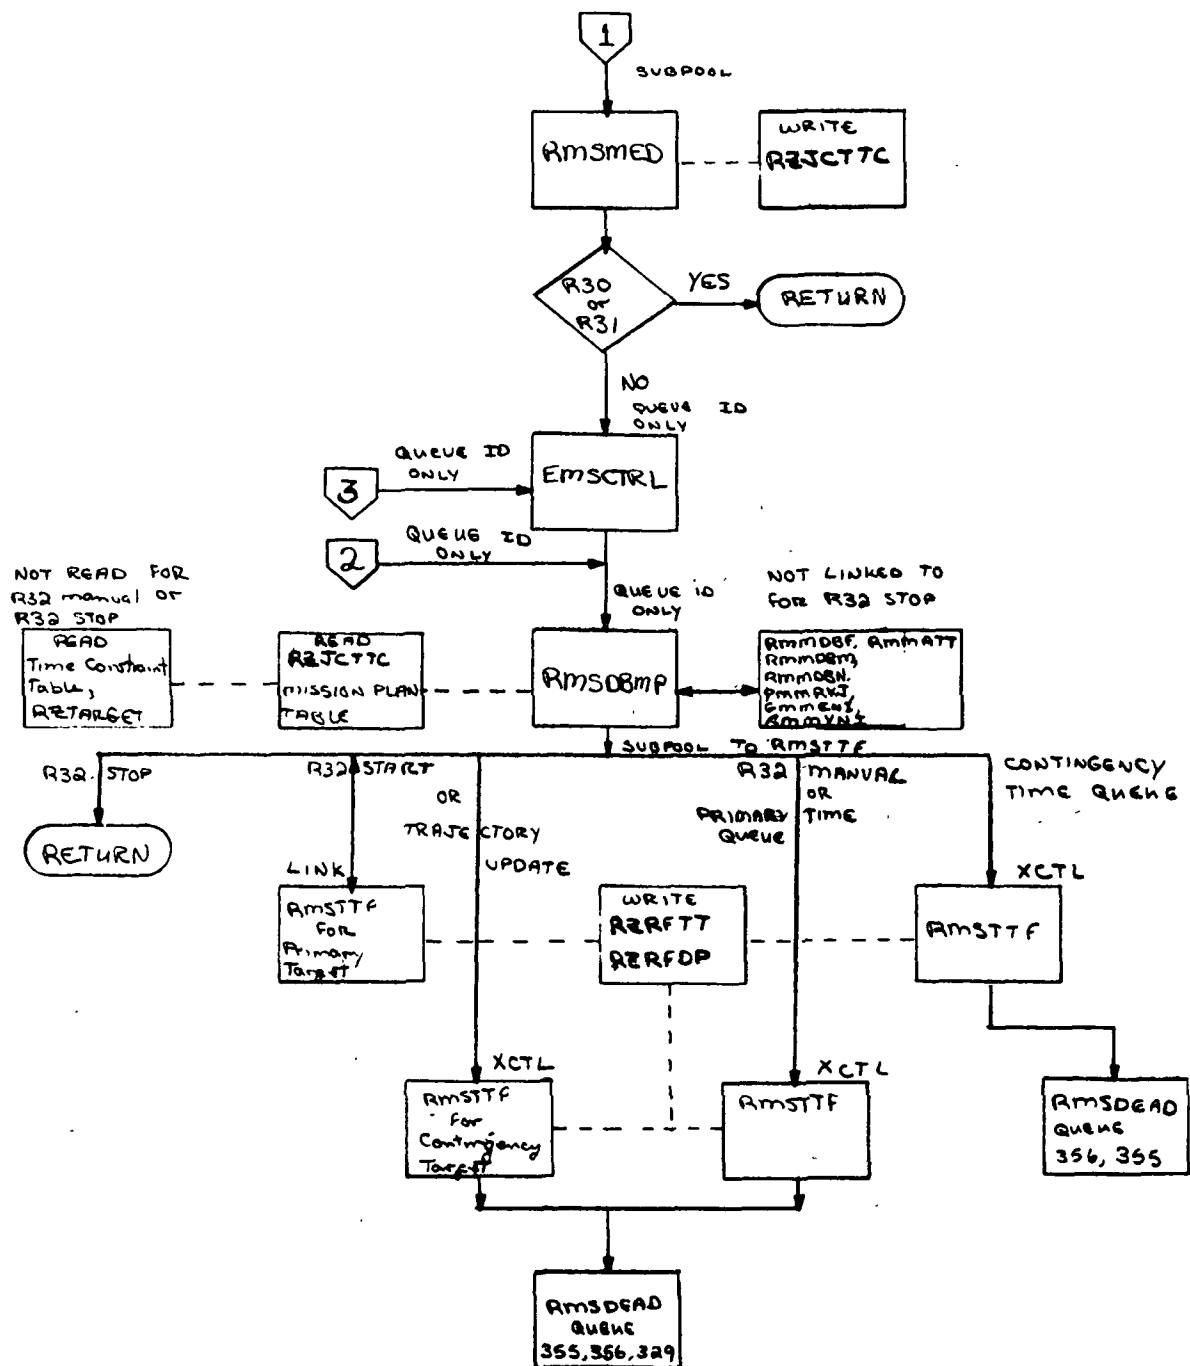 1
SUBPOOL
RMSMED
WRITE
RZJCTTC
R30
or
R31
YES
RETURN
NO
QUEUE ID
ONLY
QUEUE ID
ONLY
3
EMSCTRL
2
QUEUE ID
ONLY
QUEUE ID
ONLY
NOT READ FOR
R32 manual or
R32 STOP
READ
Time Constraint
Table,
RZTARGET
READ
RZJCTTC
MISSION PLAN
TABLE
RMSDBMP
NOT LINKED TO
FOR R32 STOP
RMMDBF, RMMATT
RMMDBM,
RMMDBN,
SUBPOOL TO RMSTTF
R32 STOP
RETURN
R32 START
OR
TRAJECTORY
UPDATE
R32 MANUAL
OR
PRIMARY TIME
QUEUE
CONTINGENCY
TIME QUEUE
LINK
RMSTTF
FOR
Primary
Target
WRITE
RZRFTT
RZRFDP
XCTL
RMSTTF
XCTL
RMSTTF
for
Contingency
Target
XCTL
RMSTTF
RMSDEAD
QUEUE
356, 355
RMSDEAD
QUEUE
355, 356, 329